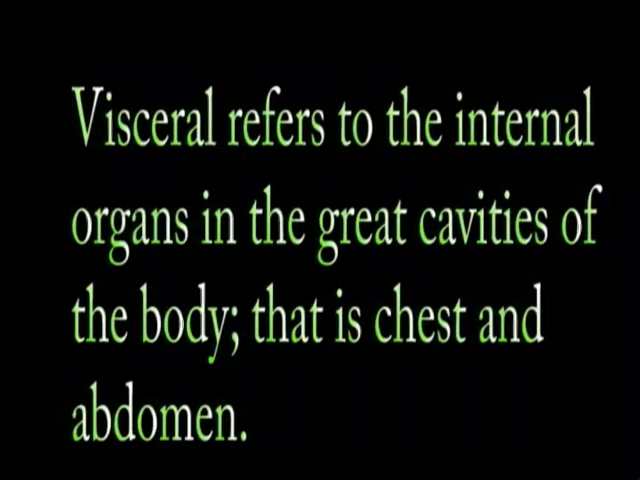 Visceral refers to the internal
organs in the great cavities of
the body; that is chest and
abdomen.